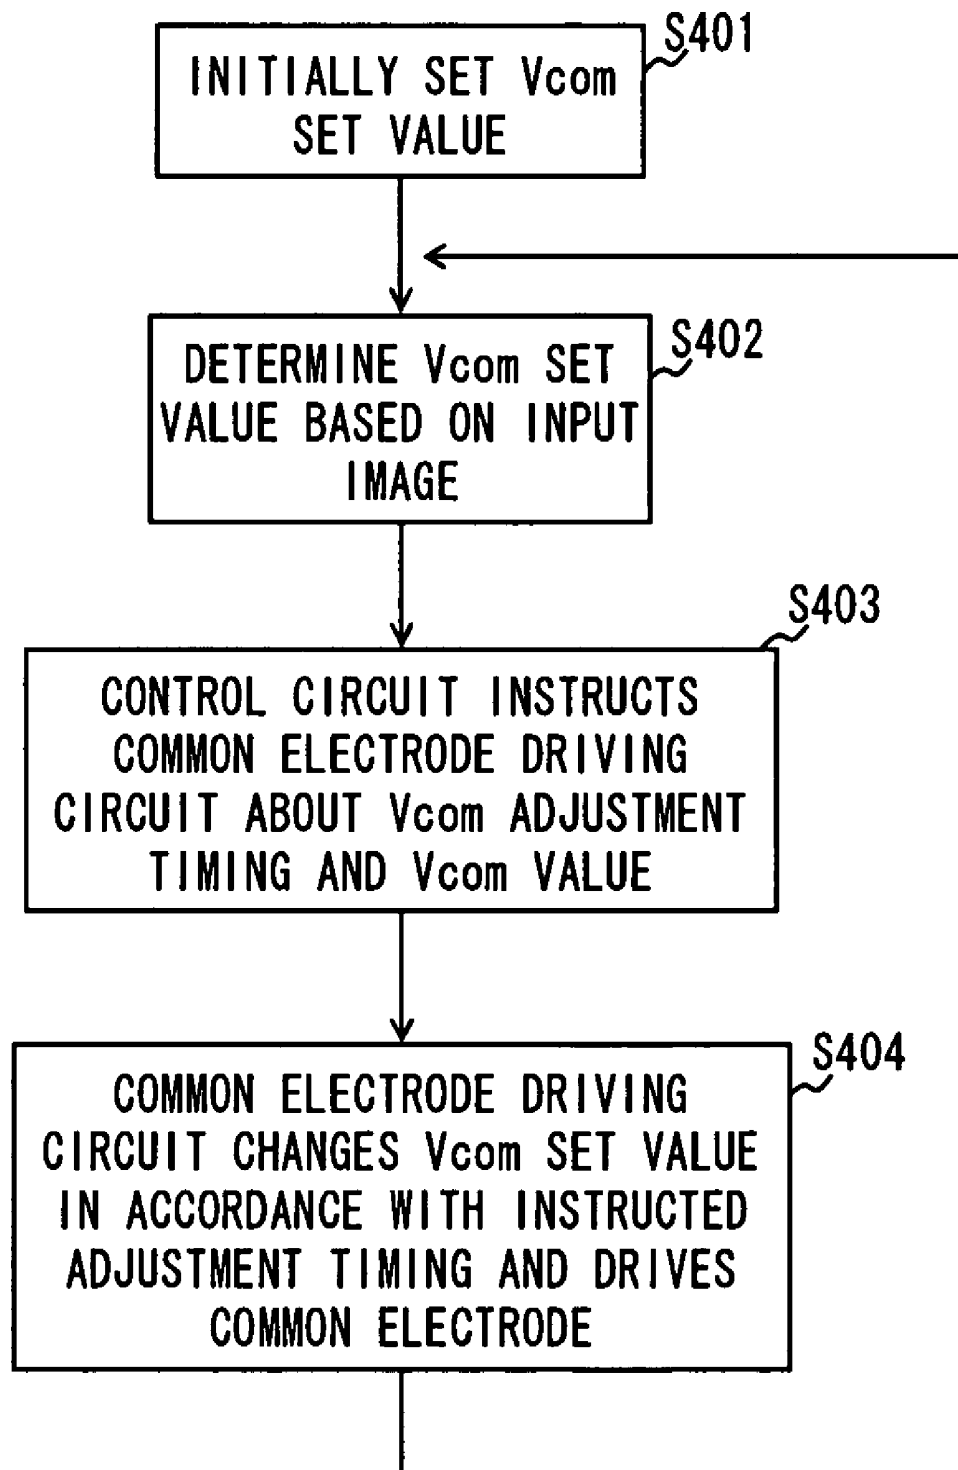 S401
INITIALLY SET Vcom
SET VALUE
S402
DETERMINE Vcom SET
VALUE BASED ON INPUT
IMAGE
S403
CONTROL CIRCUIT INSTRUCTS
COMMON ELECTRODE DRIVING
CIRCUIT ABOUT Vcom ADJUSTMENT
TIMING AND Vcom VALUE
S404
COMMON ELECTRODE DRIVING
CIRCUIT CHANGES Vcom SET VALUE
IN ACCORDANCE WITH INSTRUCTED
ADJUSTMENT TIMING AND DRIVES
COMMON ELECTRODE